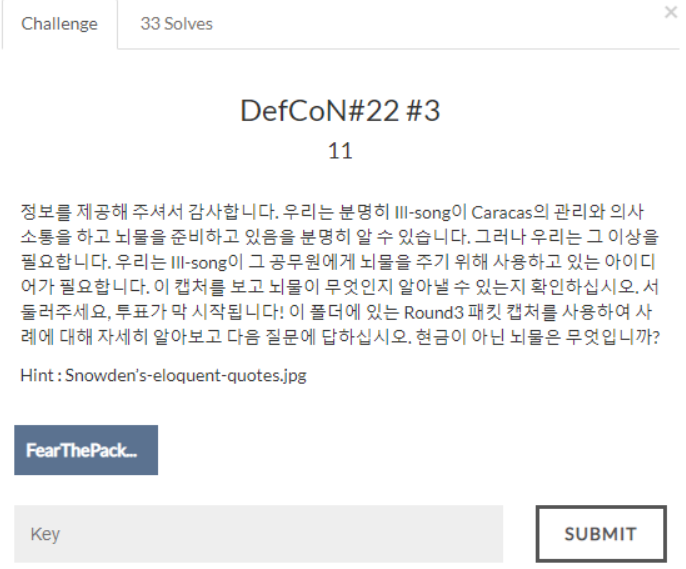 Challenge
33 Solves
×
DefCoN#22 #3
11
정보를 제공해 주셔서 감사합니다. 우리는 분명히 Ill-song이 Caracas의 관리와 의사
소통을 하고 뇌물을 준비하고 있음을 분명히 알 수 있습니다. 그러나 우리는 그 이상을
필요합니다. 우리는 Ill-song이 그 공무원에게 뇌물을 주기 위해 사용하고 있는 아이디
어가 필요합니다. 이 캡처를 보고 뇌물이 무엇인지 알아낼 수 있는지 확인하십시오. 서
둘러주세요, 투표가 막 시작됩니다! 이 폴더에 있는 Round3 패킷 캡처를 사용하여 사
례에 대해 자세히 알아보고 다음 질문에 답하십시오. 현금이 아닌 뇌물은 무엇입니까?
Hint : Snowden's-eloquent-quotes.jpg
FearThePack...
Key
SUBMIT